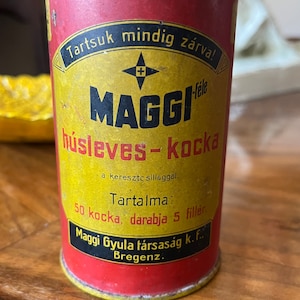 Tartsuk mindig zárva!
MAGGI-féle
húsleves-kocka
a keresztcsillaggal.
Tartalma:
50 kocka, darabja 5 fillér
Maggi Gyula társaság k. F.
Bregenz.